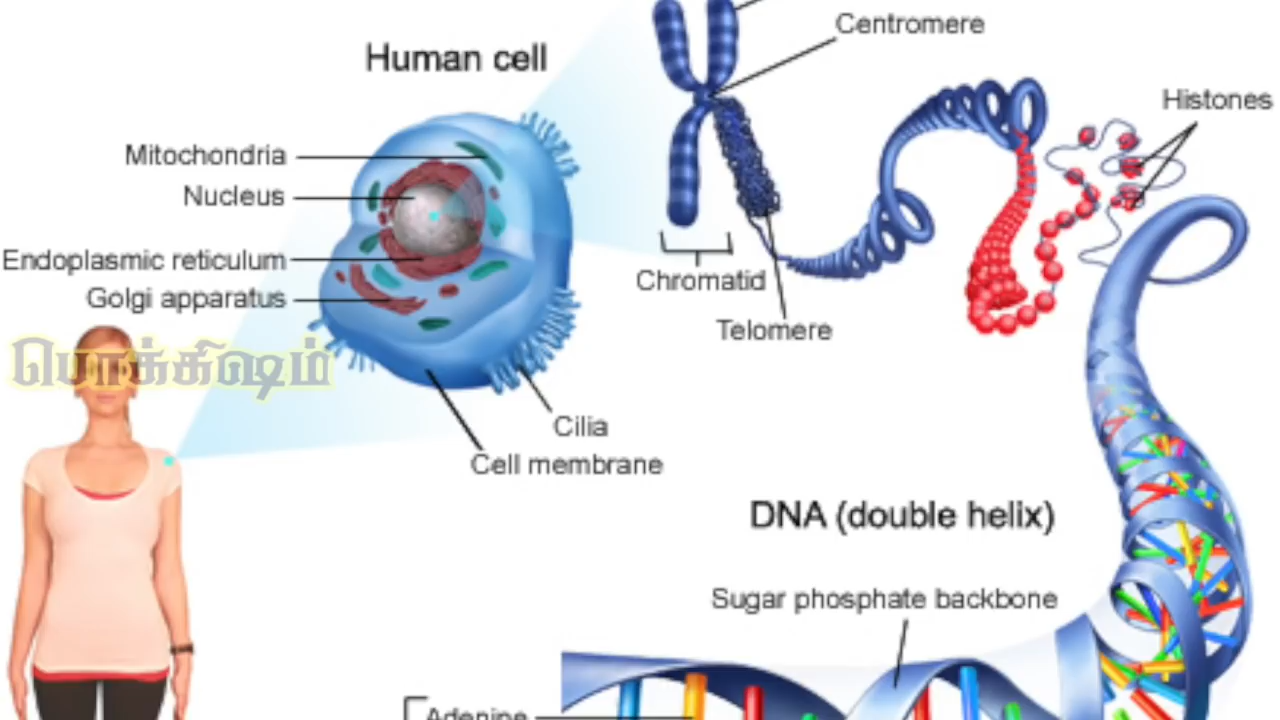 Centromere
Human cell
Histones
Mitochondria
Nucleus
Endoplasmic reticulum
Golgi apparatus
Chromatid
Telomere
பொக்கிஷம்
Cilia
Cell membrane
DNA (double helix)
Sugar phosphate backbone
Adenine